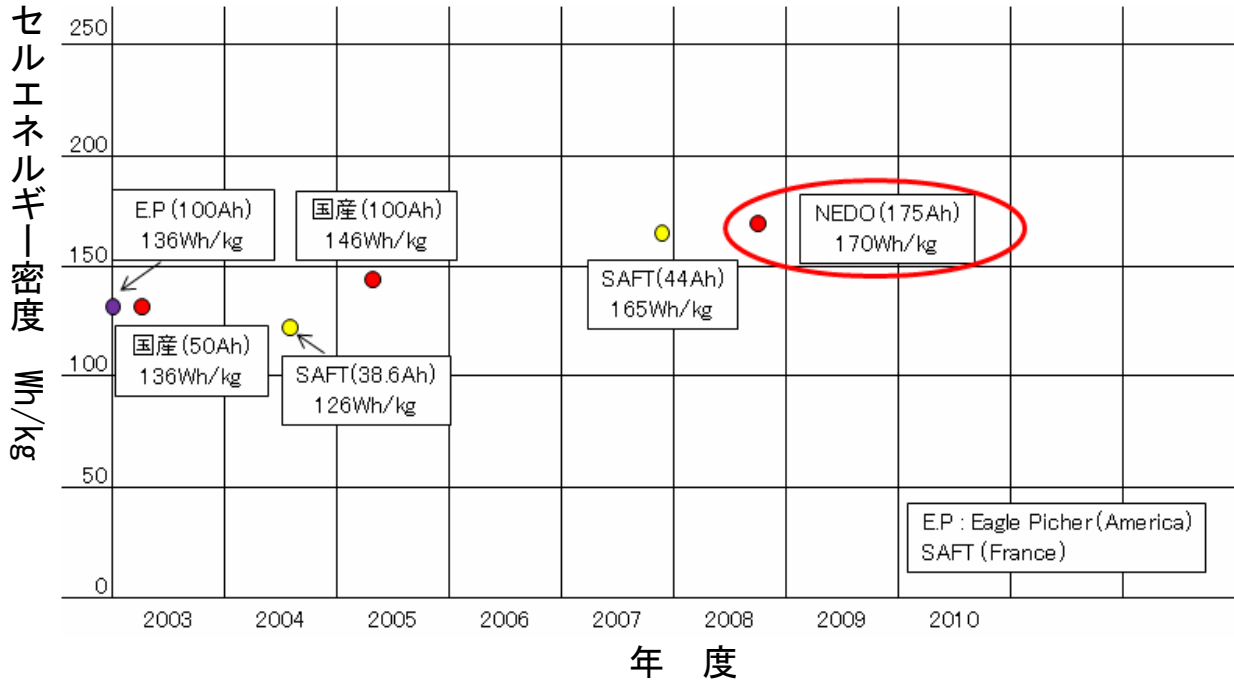 セルエネルギー密度 Wh/kg
250
200
150
100
50
0
E.P(100Ah)
136Wh/kg
国産(50Ah)
136Wh/kg
国産(100Ah)
146Wh/kg
SAFT(38.6Ah)
126Wh/kg
SAFT(44Ah)
165Wh/kg
NEDO(175Ah)
170Wh/kg
E.P : Eagle Picher(America)
SAFT(France)
2003 2004 2005 2006 2007 2008 2009 2010
年 度